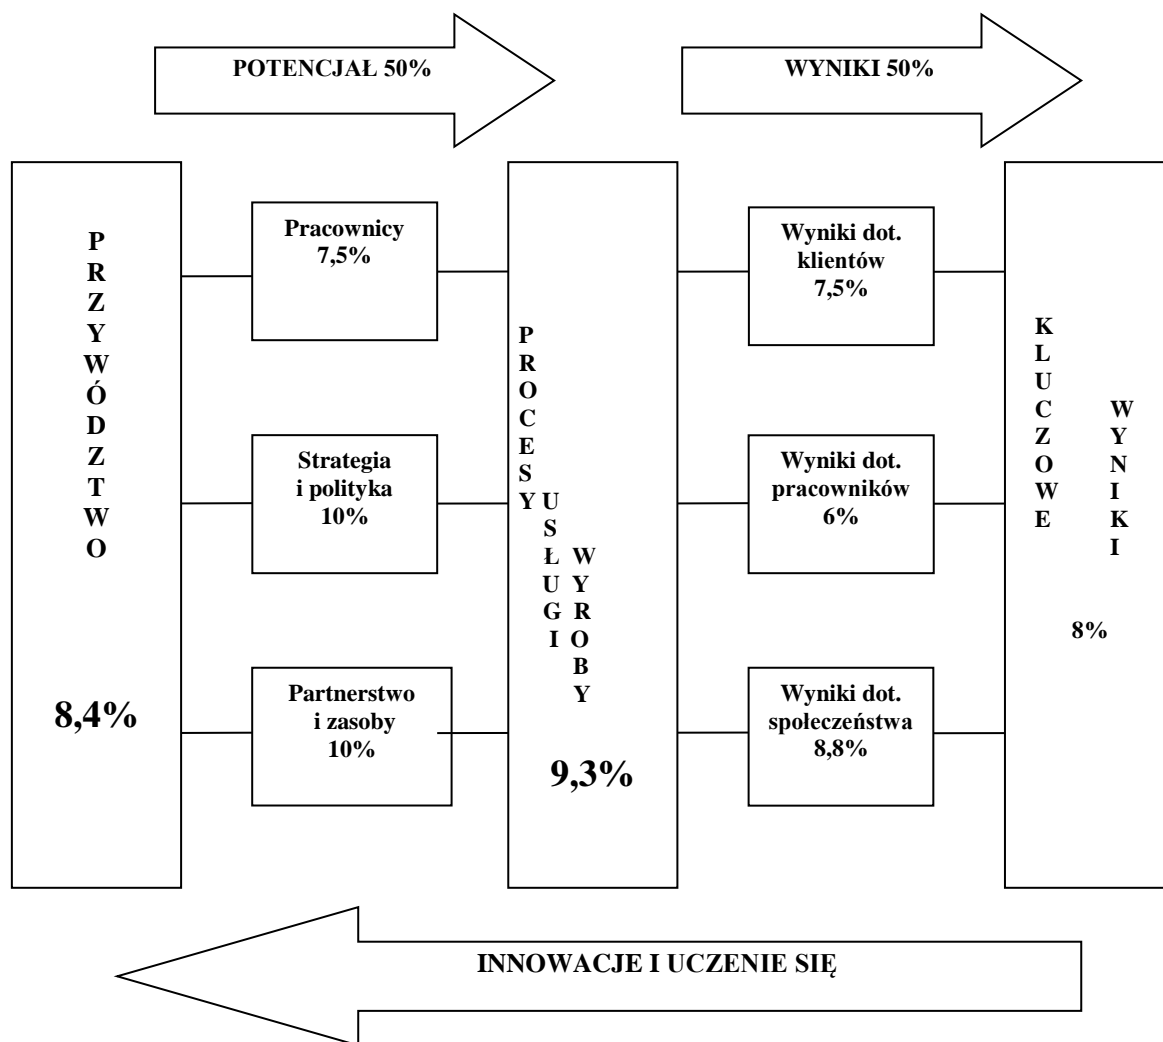 POTENCJAŁ 50%
WYNIKI 50%
PRZYWÓDZTWO
8,4%
Pracownicy
7,5%
Strategia
i polityka
10%
Partnerstwo
i zasoby
10%
PROCESY
USŁUGI
WYROBY
9,3%
Wyniki dot.
klientów
7,5%
Wyniki dot.
pracowników
6%
Wyniki dot.
społeczeństwa
8,8%
KLUCZOWE
WYNIKI
8%
INNOWACJE I UCZENIE SIĘ